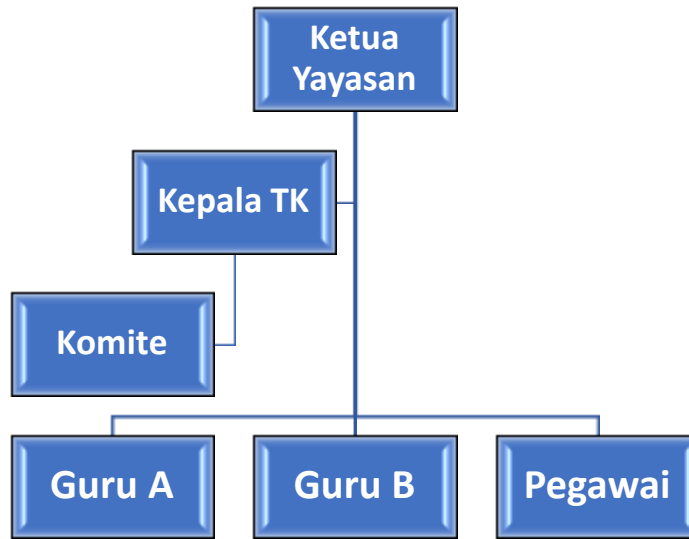 Ketua
Yayasan
Kepala TK
Komite
Guru A
Guru B
Pegawai